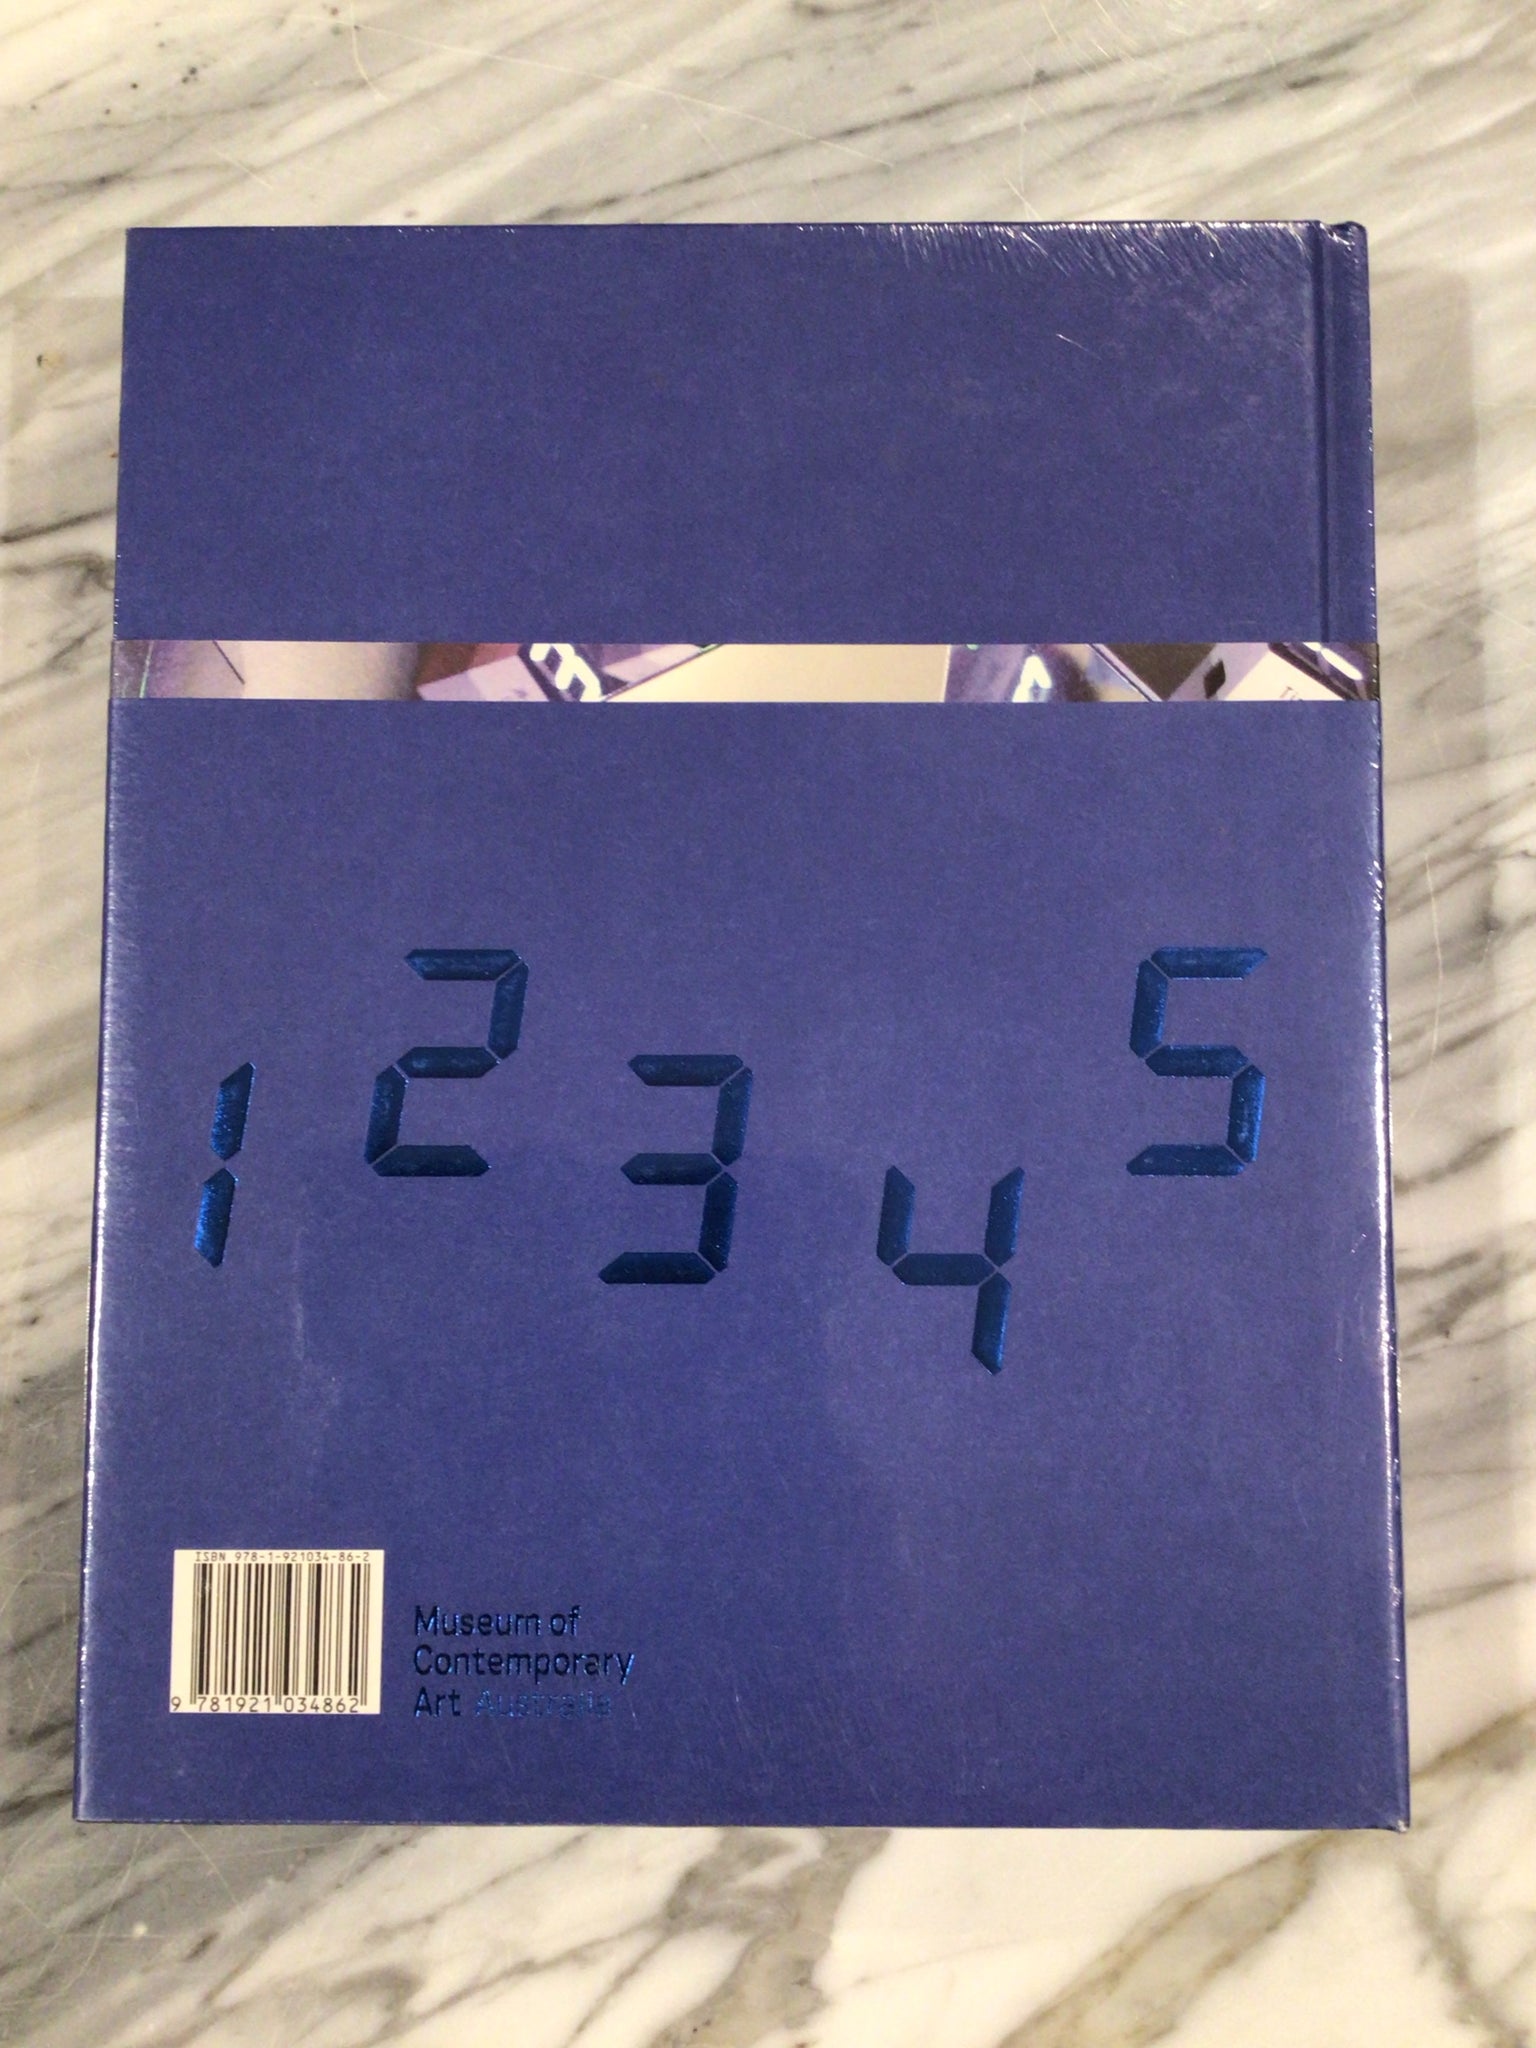 1 2 3 4 5
ISBN 978-1-921034-86-2
9 781921 034862
Museum of
Contemporary
Art Australia